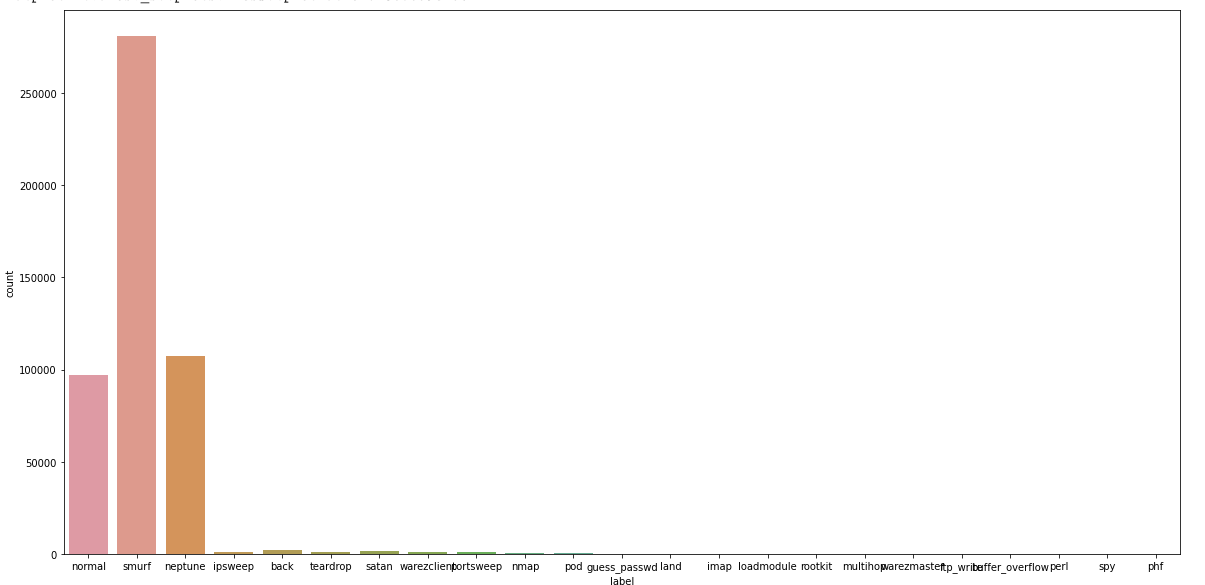 250000
200000
150000
100000
50000
0
count
normal smurf neptune ipsweep back teardrop satan warezclient portsweep nmap pod guess_passwd land imap loadmodule rootkit multihop warezmaster ftp_write buffer_overflow perl spy phf
label